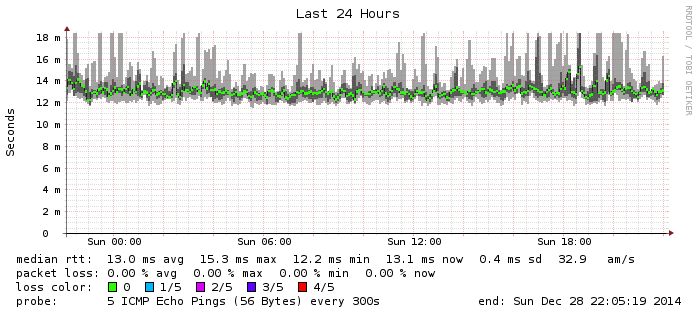 Last 24 Hours
RRDTOOL / TOBI OETIKER
Seconds
18 m
16 m
14 m
12 m
10 m
8 m
6 m
4 m
2 m
0
Sun 00:00 Sun 06:00 Sun 12:00 Sun 18:00
median rtt: 13.0 ms avg 15.3 ms max 12.2 ms min 13.1 ms now 0.4 ms sd 32.9 am/s
packet loss: 0.00 % avg 0.00 % max 0.00 % min 0.00 % now
loss color: 0 1/5 2/5 3/5 4/5
probe: 5 ICMP Echo Pings (56 Bytes) every 300s end: Sun Dec 28 22:05:19 2014